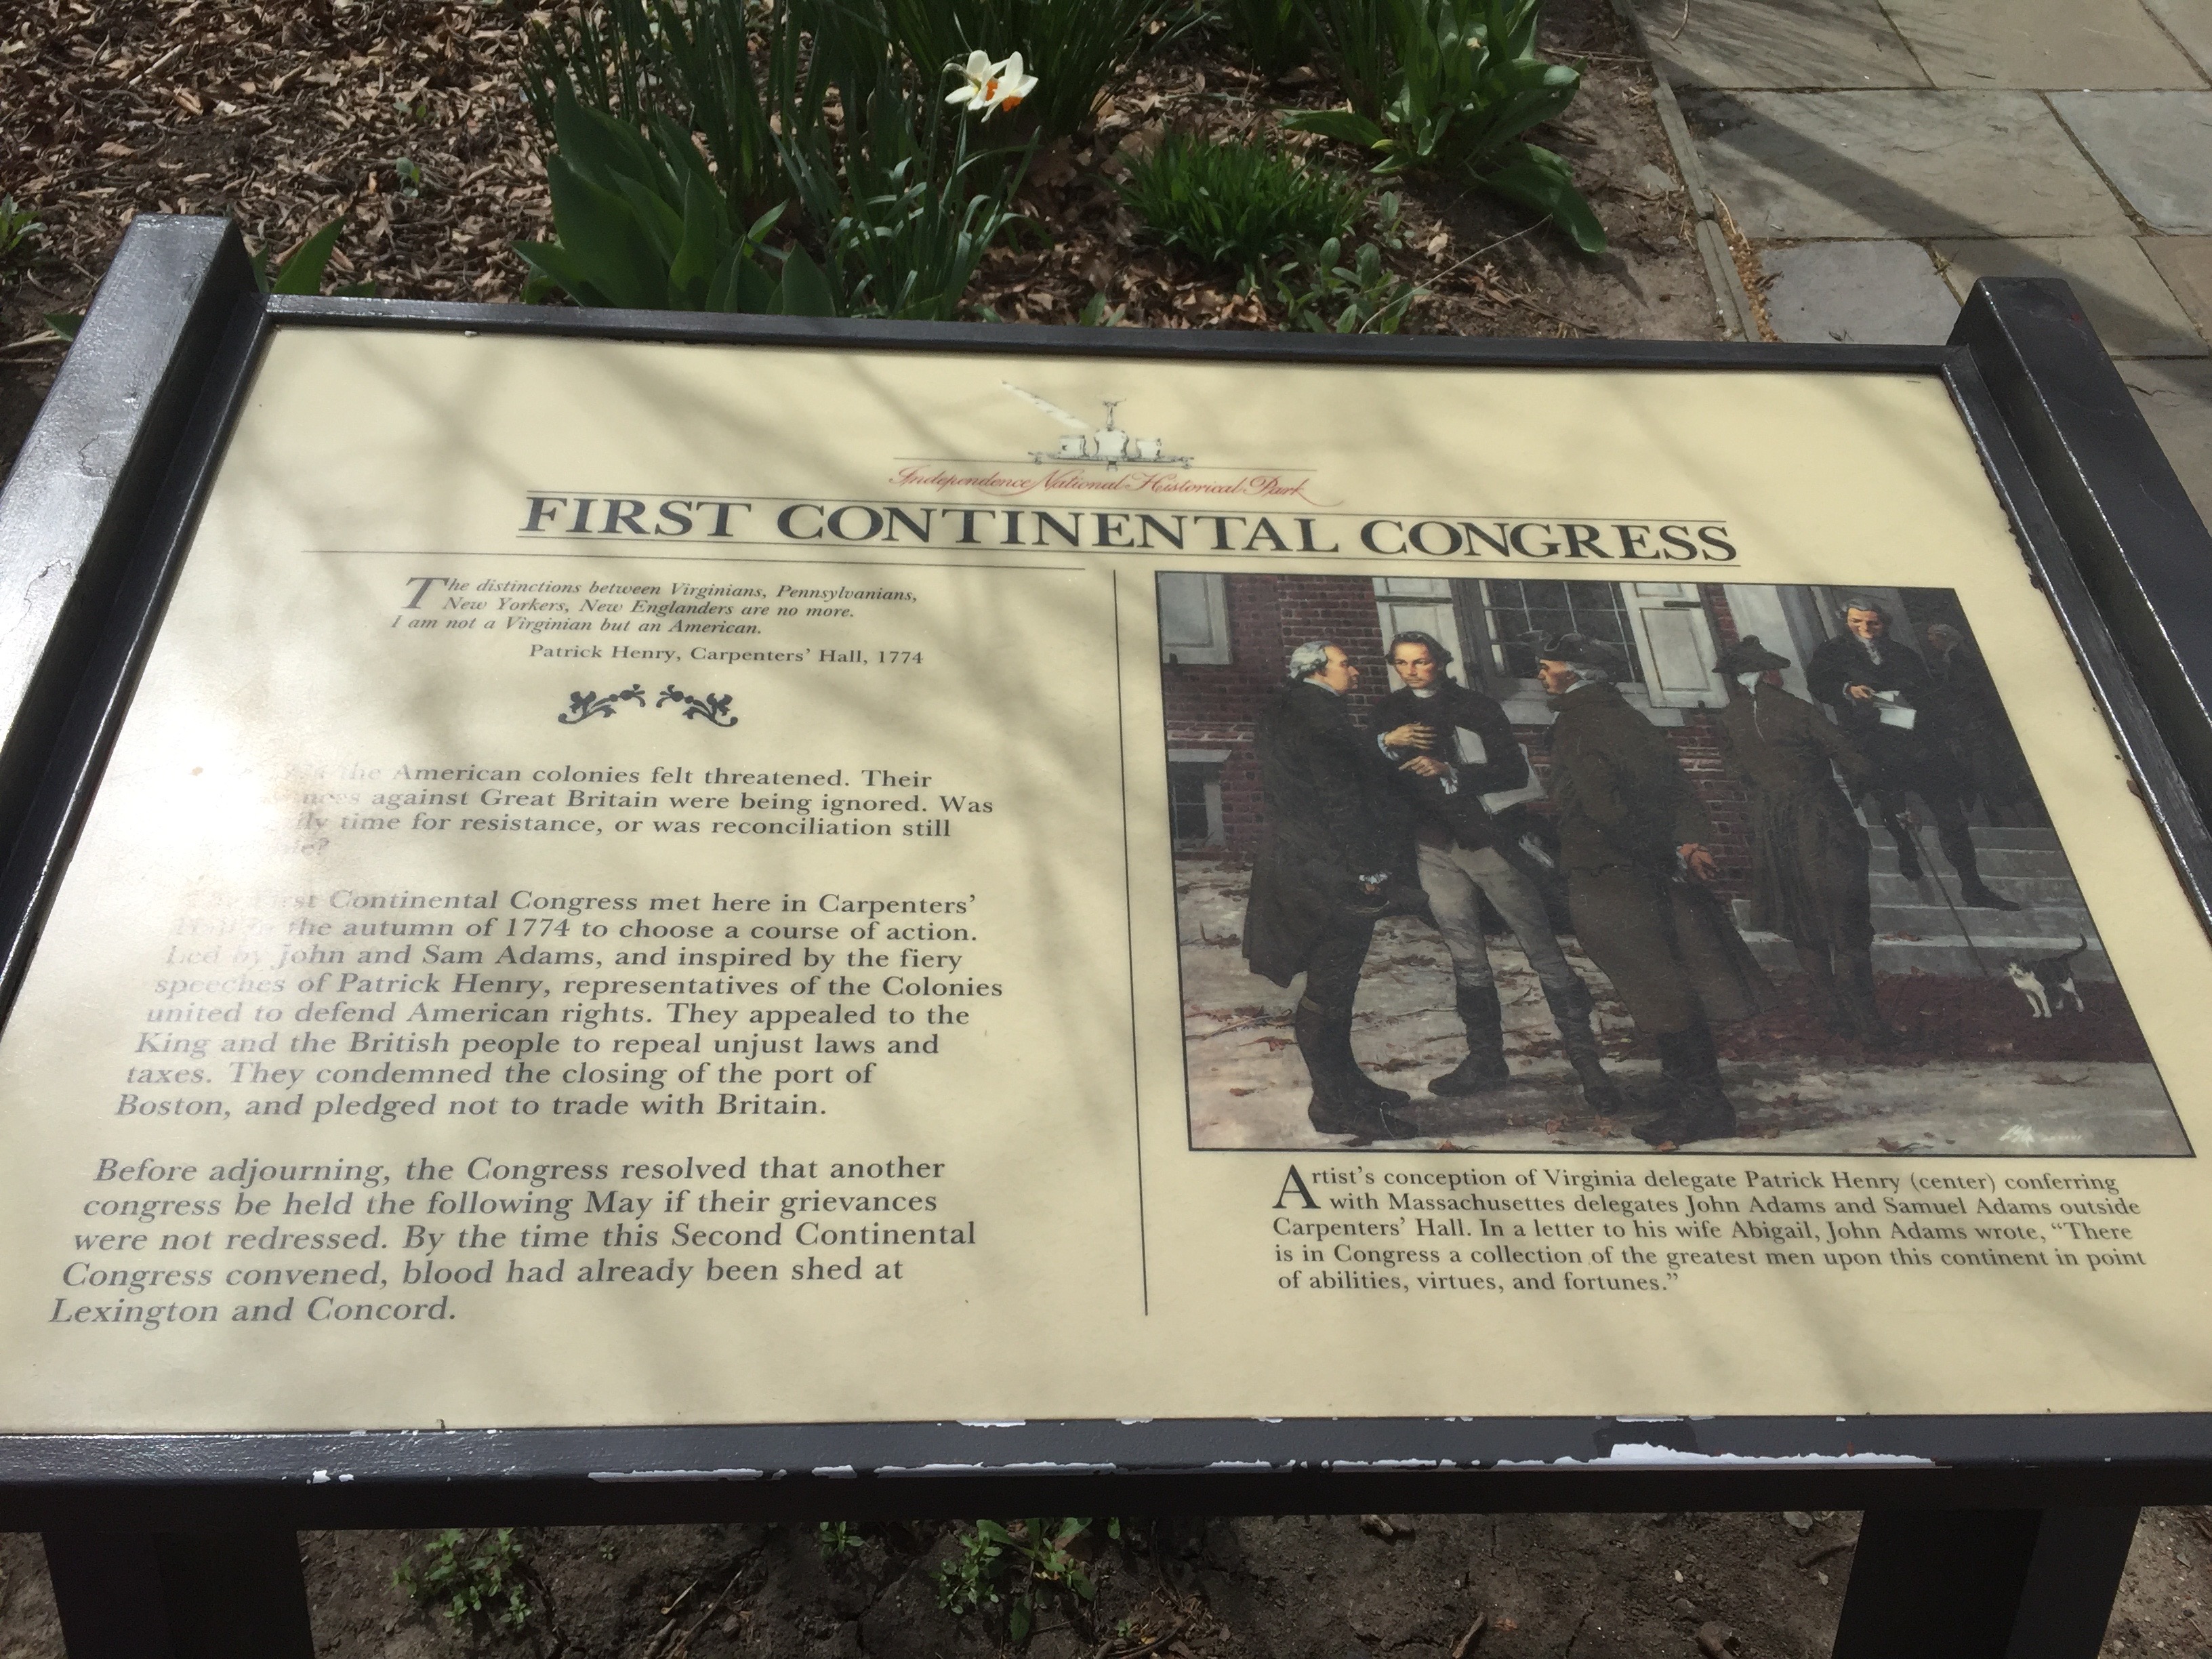 Independence National Historical Park
FIRST CONTINENTAL CONGRESS
The distinctions between Virginians, Pennsylvanians,
New Yorkers, New Englanders are no more.
I am not a Virginian but an American.
Patrick Henry, Carpenters' Hall, 1774
the American colonies felt threatened. Their
against Great Britain were being ignored. Was
time for resistance, or was reconciliation still
First Continental Congress met here in Carpenters'
Hall in the autumn of 1774 to choose a course of action.
Led by John and Sam Adams, and inspired by the fiery
speeches of Patrick Henry, representatives of the Colonies
united to defend American rights. They appealed to the
King and the British people to repeal unjust laws and
taxes. They condemned the closing of the port of
Boston, and pledged not to trade with Britain.
Before adjourning, the Congress resolved that another
congress be held the following May if their grievances
were not redressed. By the time this Second Continental
Congress convened, blood had already been shed at
Lexington and Concord.
Artist's conception of Virginia delegate Patrick Henry (center) conferring
with Massachusettes delegates John Adams and Samuel Adams outside
Carpenters' Hall. In a letter to his wife Abigail, John Adams wrote, “There
is in Congress a collection of the greatest men upon this continent in point
of abilities, virtues, and fortunes.”